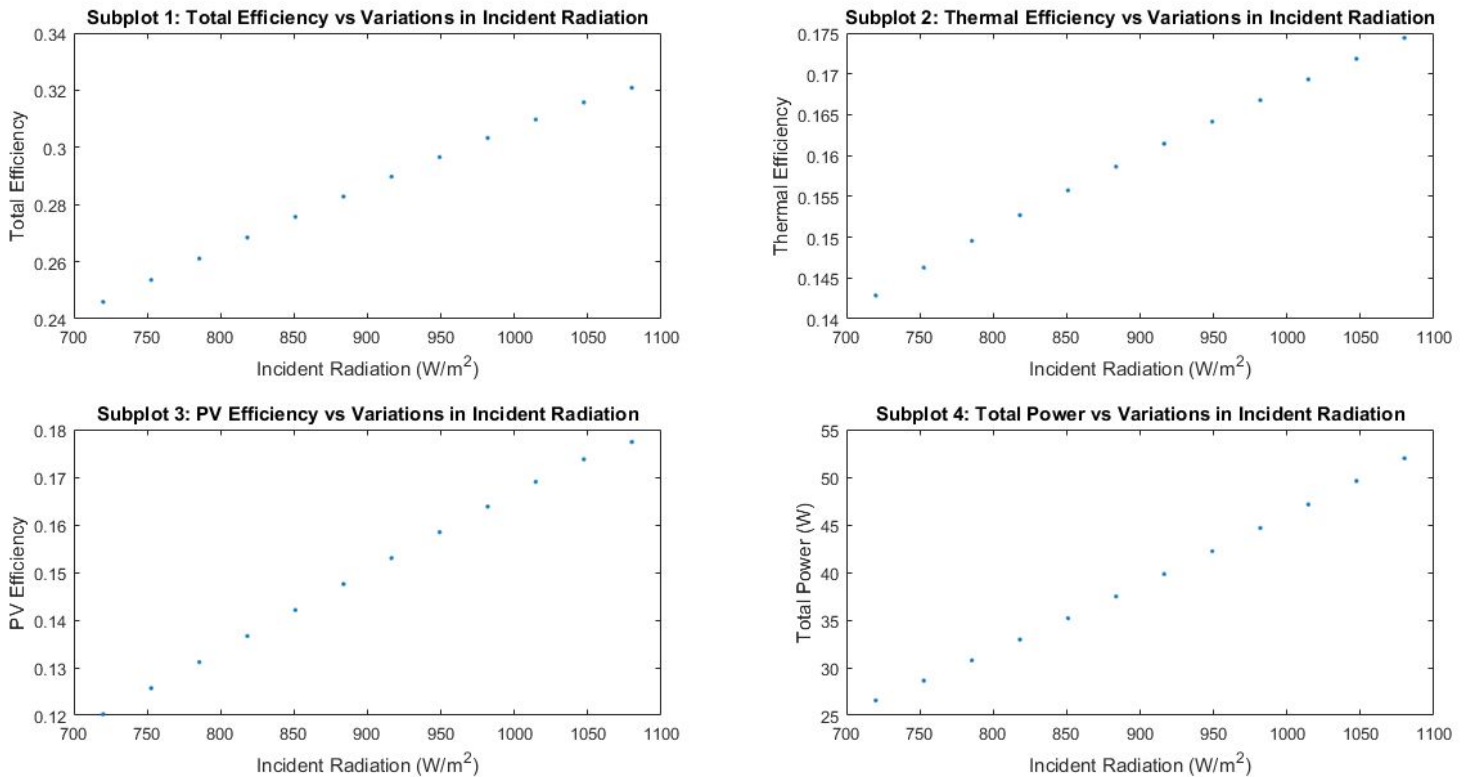 Subplot 1: Total Efficiency vs Variations in Incident Radiation
0.34
0.32
0.3
0.28
0.26
0.24
Total Efficiency
700 750 800 850 900 950 1000 1050 1100
Incident Radiation (W/m²)
Subplot 2: Thermal Efficiency vs Variations in Incident Radiation
0.175
0.17
0.165
0.16
0.155
0.15
0.145
0.14
Thermal Efficiency
700 750 800 850 900 950 1000 1050 1100
Incident Radiation (W/m²)
Subplot 3: PV Efficiency vs Variations in Incident Radiation
0.18
0.17
0.16
0.15
0.14
0.13
0.12
PV Efficiency
700 750 800 850 900 950 1000 1050 1100
Incident Radiation (W/m²)
Subplot 4: Total Power vs Variations in Incident Radiation
55
50
45
40
35
30
25
Total Power (W)
700 750 800 850 900 950 1000 1050 1100
Incident Radiation (W/m²)